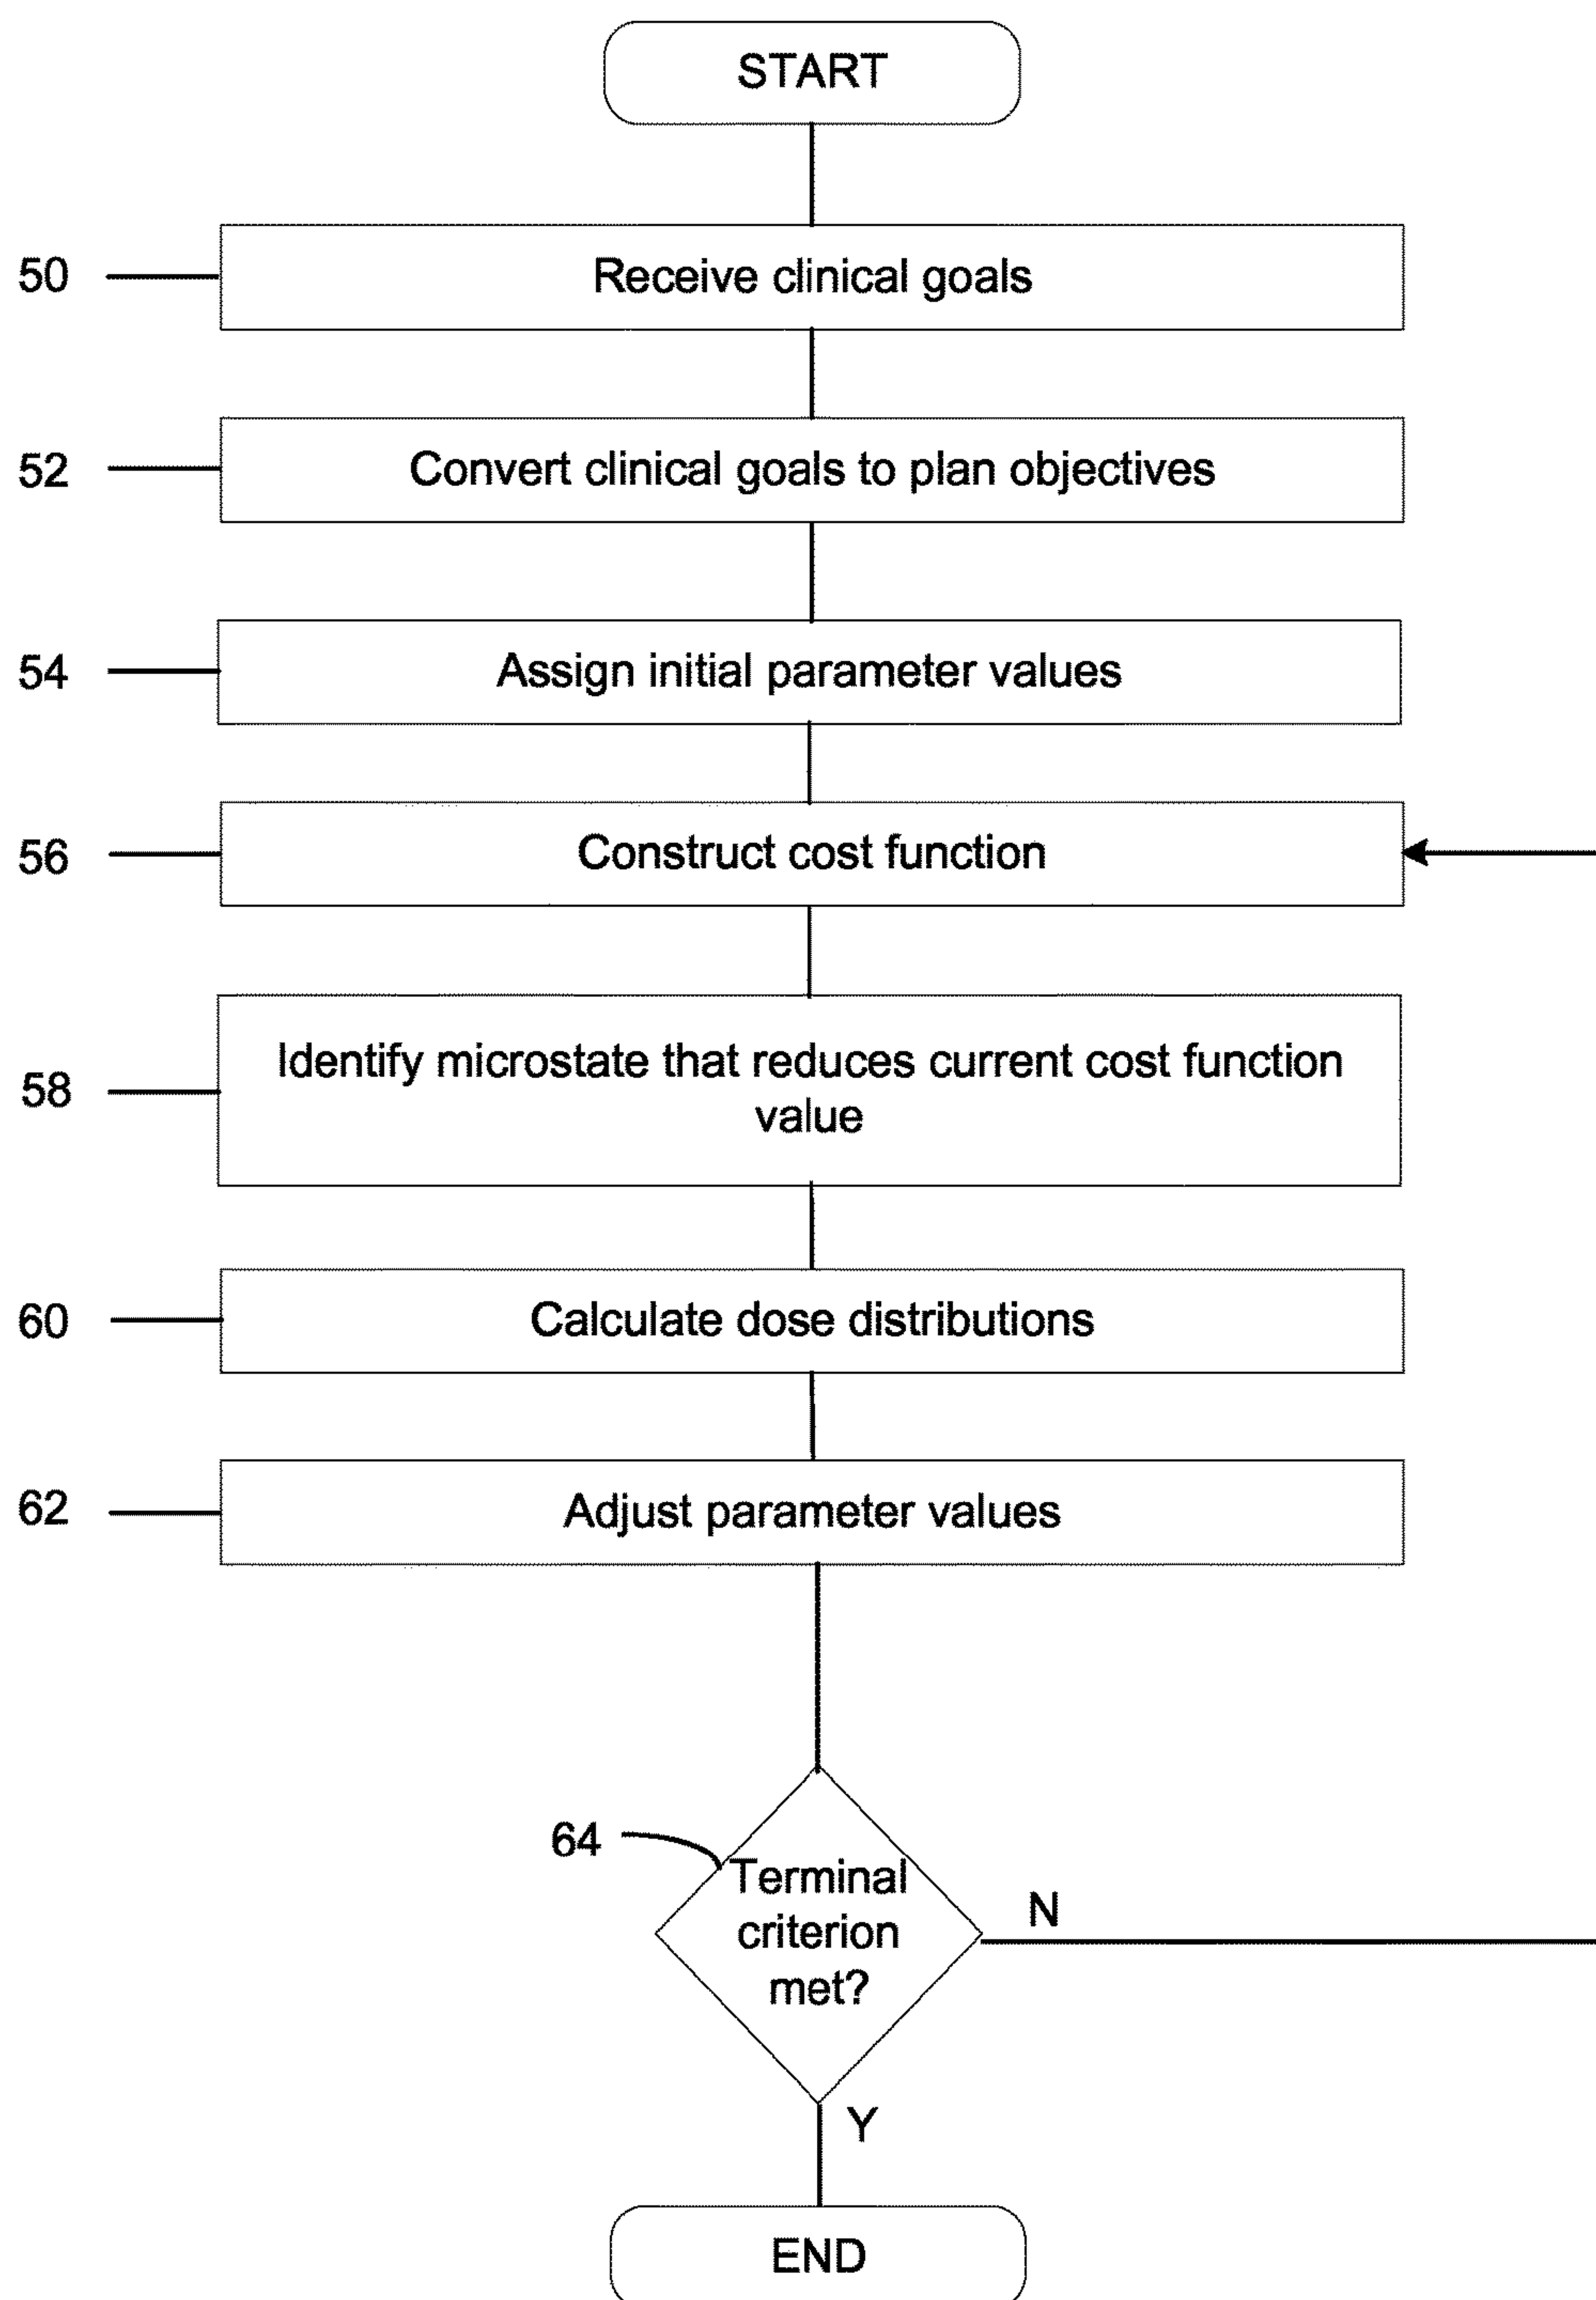 START
50
Receive clinical goals
52
Convert clinical goals to plan objectives
54
Assign initial parameter values
56
Construct cost function
58
Identify microstate that reduces current cost function
value
60
Calculate dose distributions
62
Adjust parameter values
64
Terminal
criterion
met?
N
Y
END